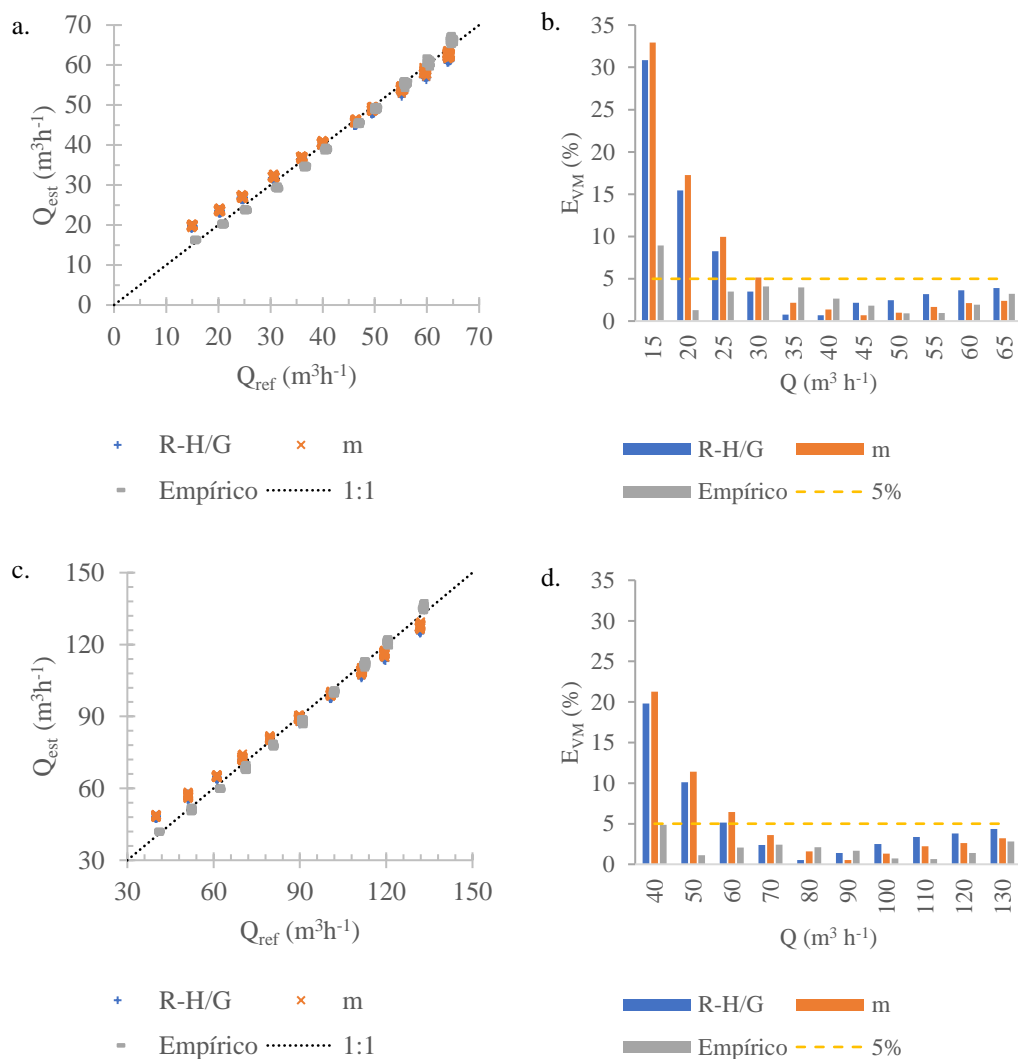 a.
70
60
50
40
30
20
10
0
Qest (m³h⁻¹)
0 10 20 30 40 50 60 70
Qref (m³h⁻¹)
R-H/G m
Empírico 1:1
b.
35
30
25
20
15
10
5
0
EVM (%)
15 20 25 30 35 40 45 50 55 60 65
Q (m³ h⁻¹)
R-H/G m
Empírico 5%
c.
150
120
90
60
30
Qest (m³h⁻¹)
30 60 90 120 150
Qref (m³h⁻¹)
R-H/G m
Empírico 1:1
d.
35
30
25
20
15
10
5
0
EVM (%)
40 50 60 70 80 90 100 110 120 130
Q (m³ h⁻¹)
R-H/G m
Empírico 5%